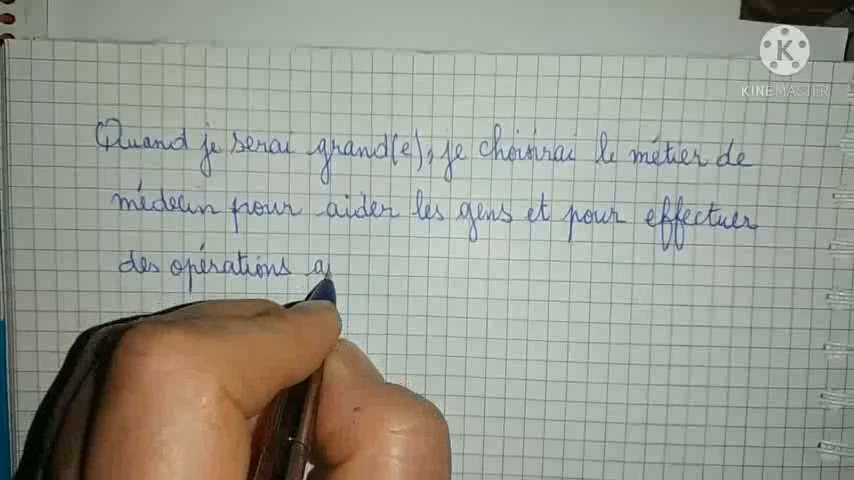 K
KINEMASTER
Quand je serai grand(e), je choisirai le métier de
médecin pour aider les gens et pour effectuer
des opérations